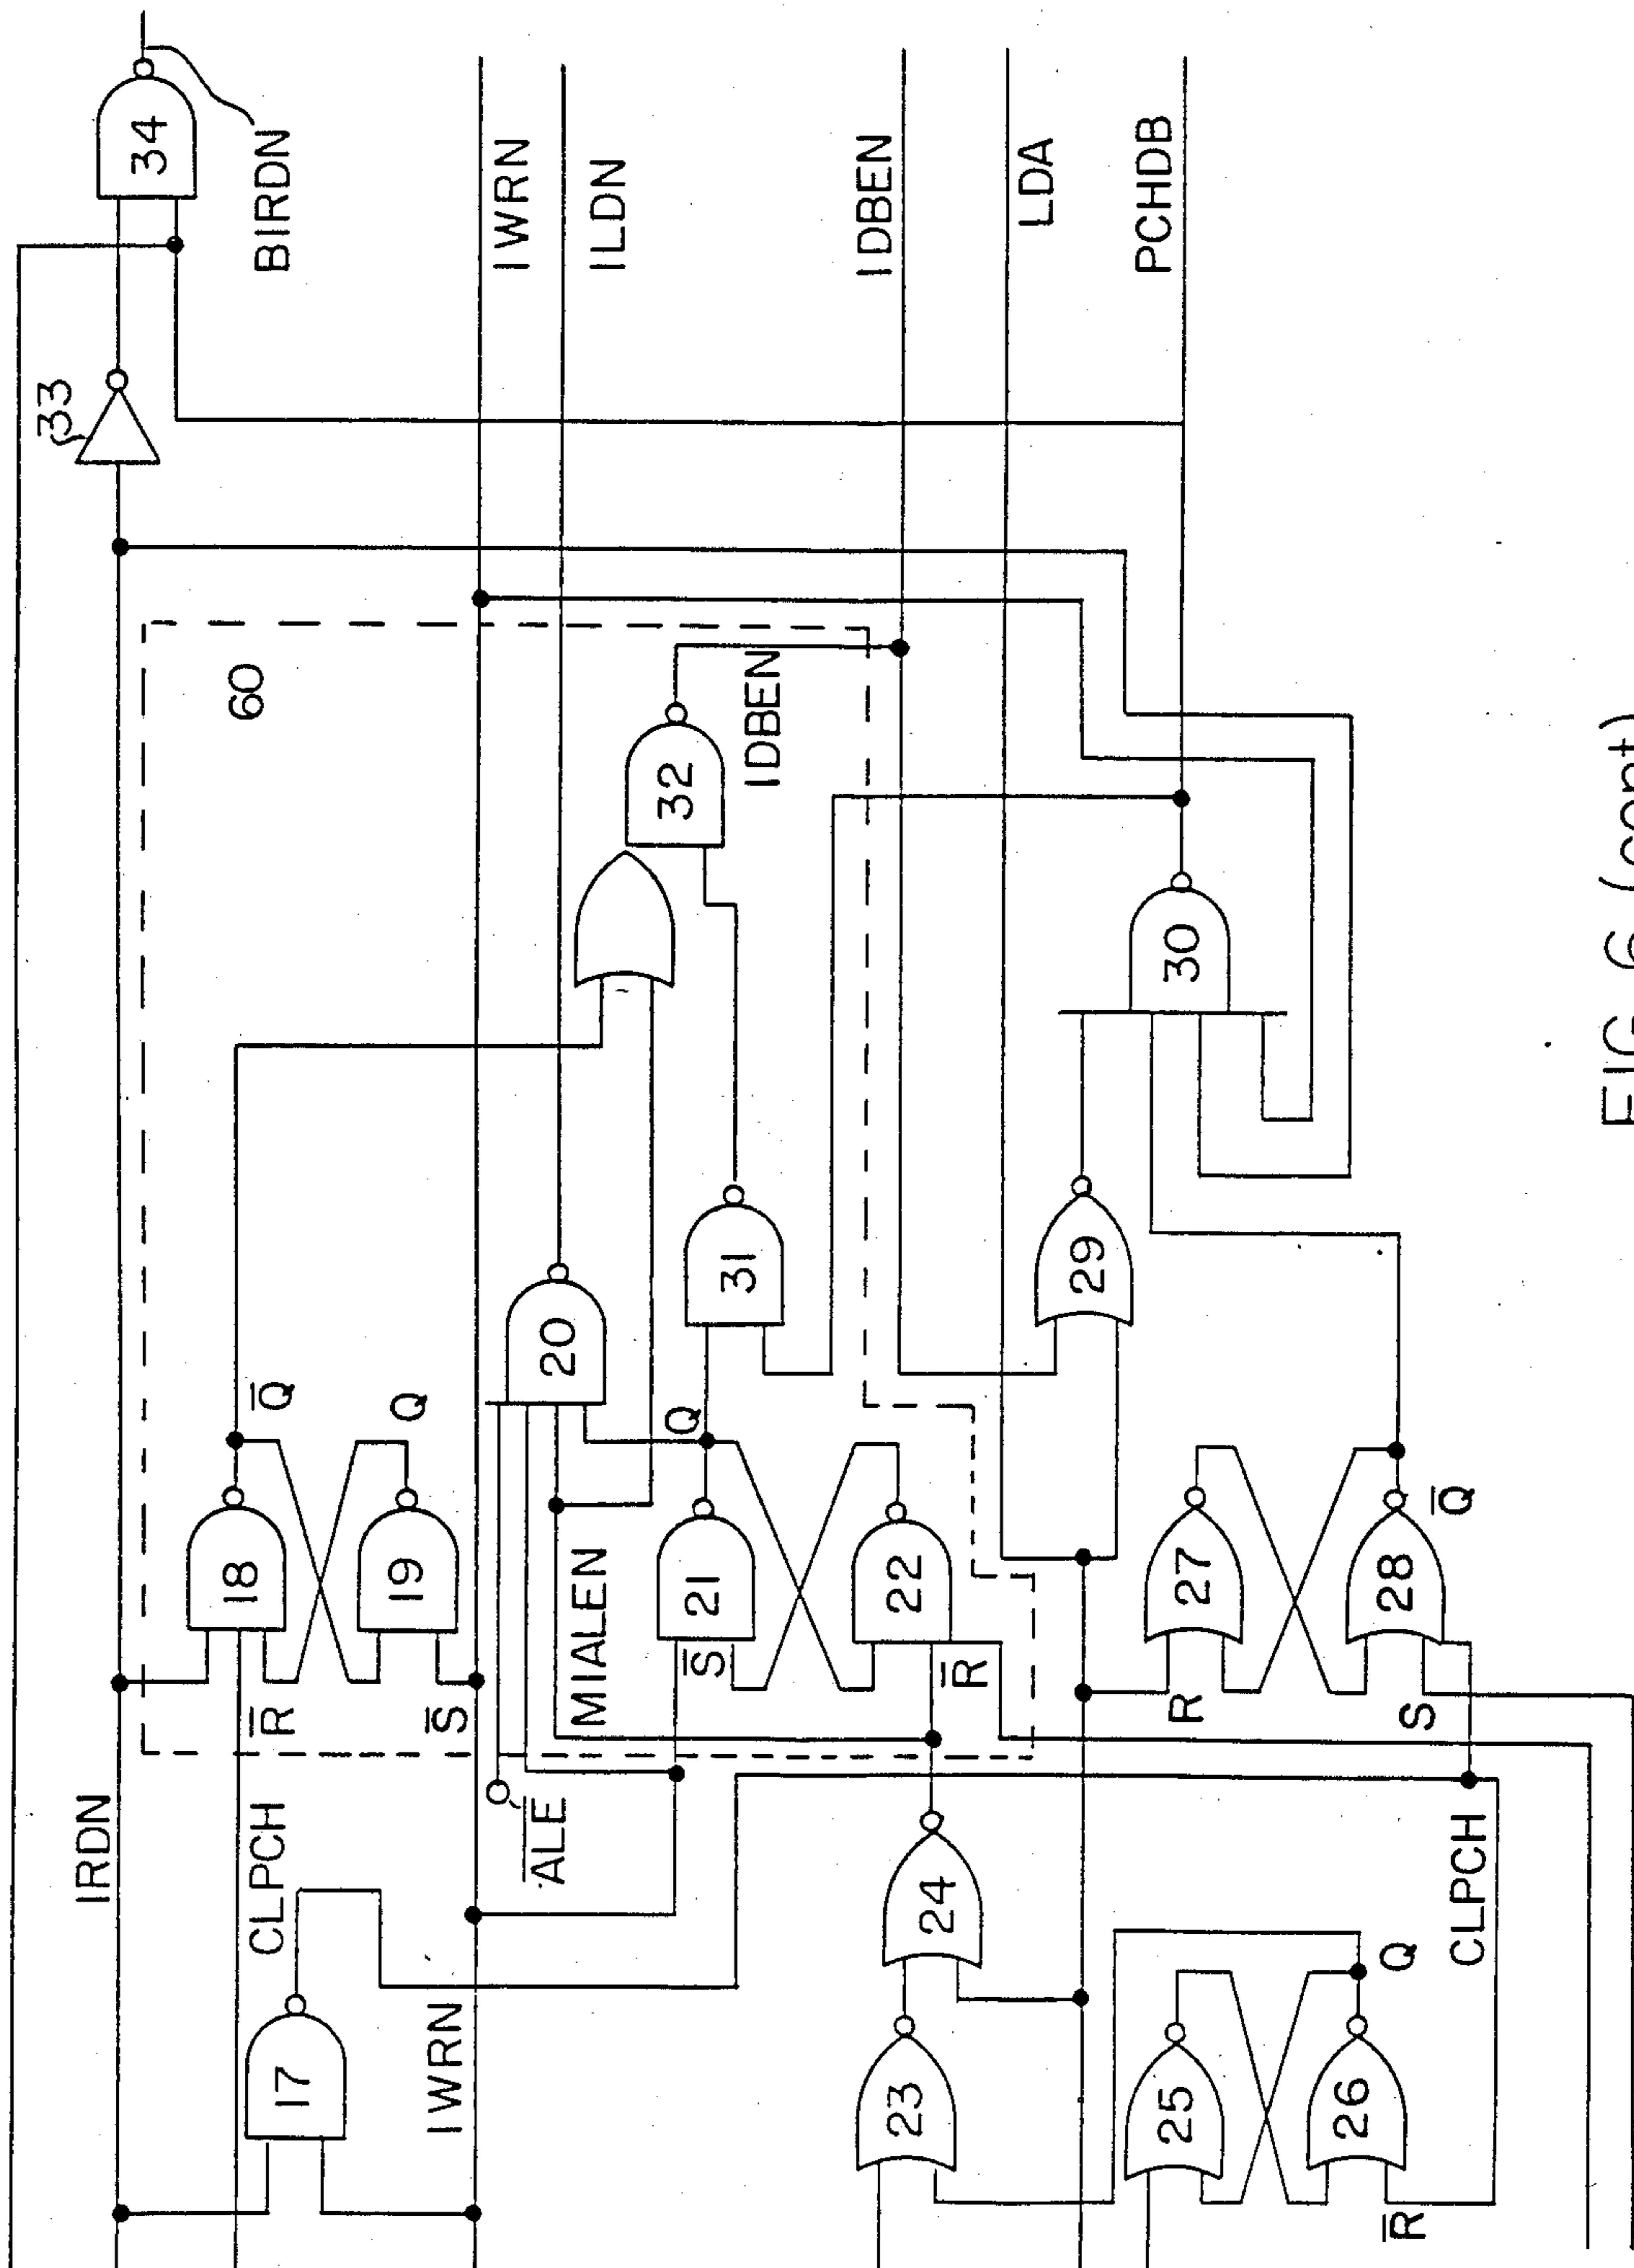 34
BIRDN
33
IWRN
ILDN
IDBEN
LDA
PCHDB
60
32
IDBEN
30
20
31
29
Q̅
Q
Q
Q̅
18
19
21
22
27
28
R̅
S̅
MIALEN
S̅
R̅
R
S
IRDN
CLPCH
A̅L̅E̅
CLPCH
17
IWRN
24
23
25
26
Q
R̅
FIG 6 (cont)